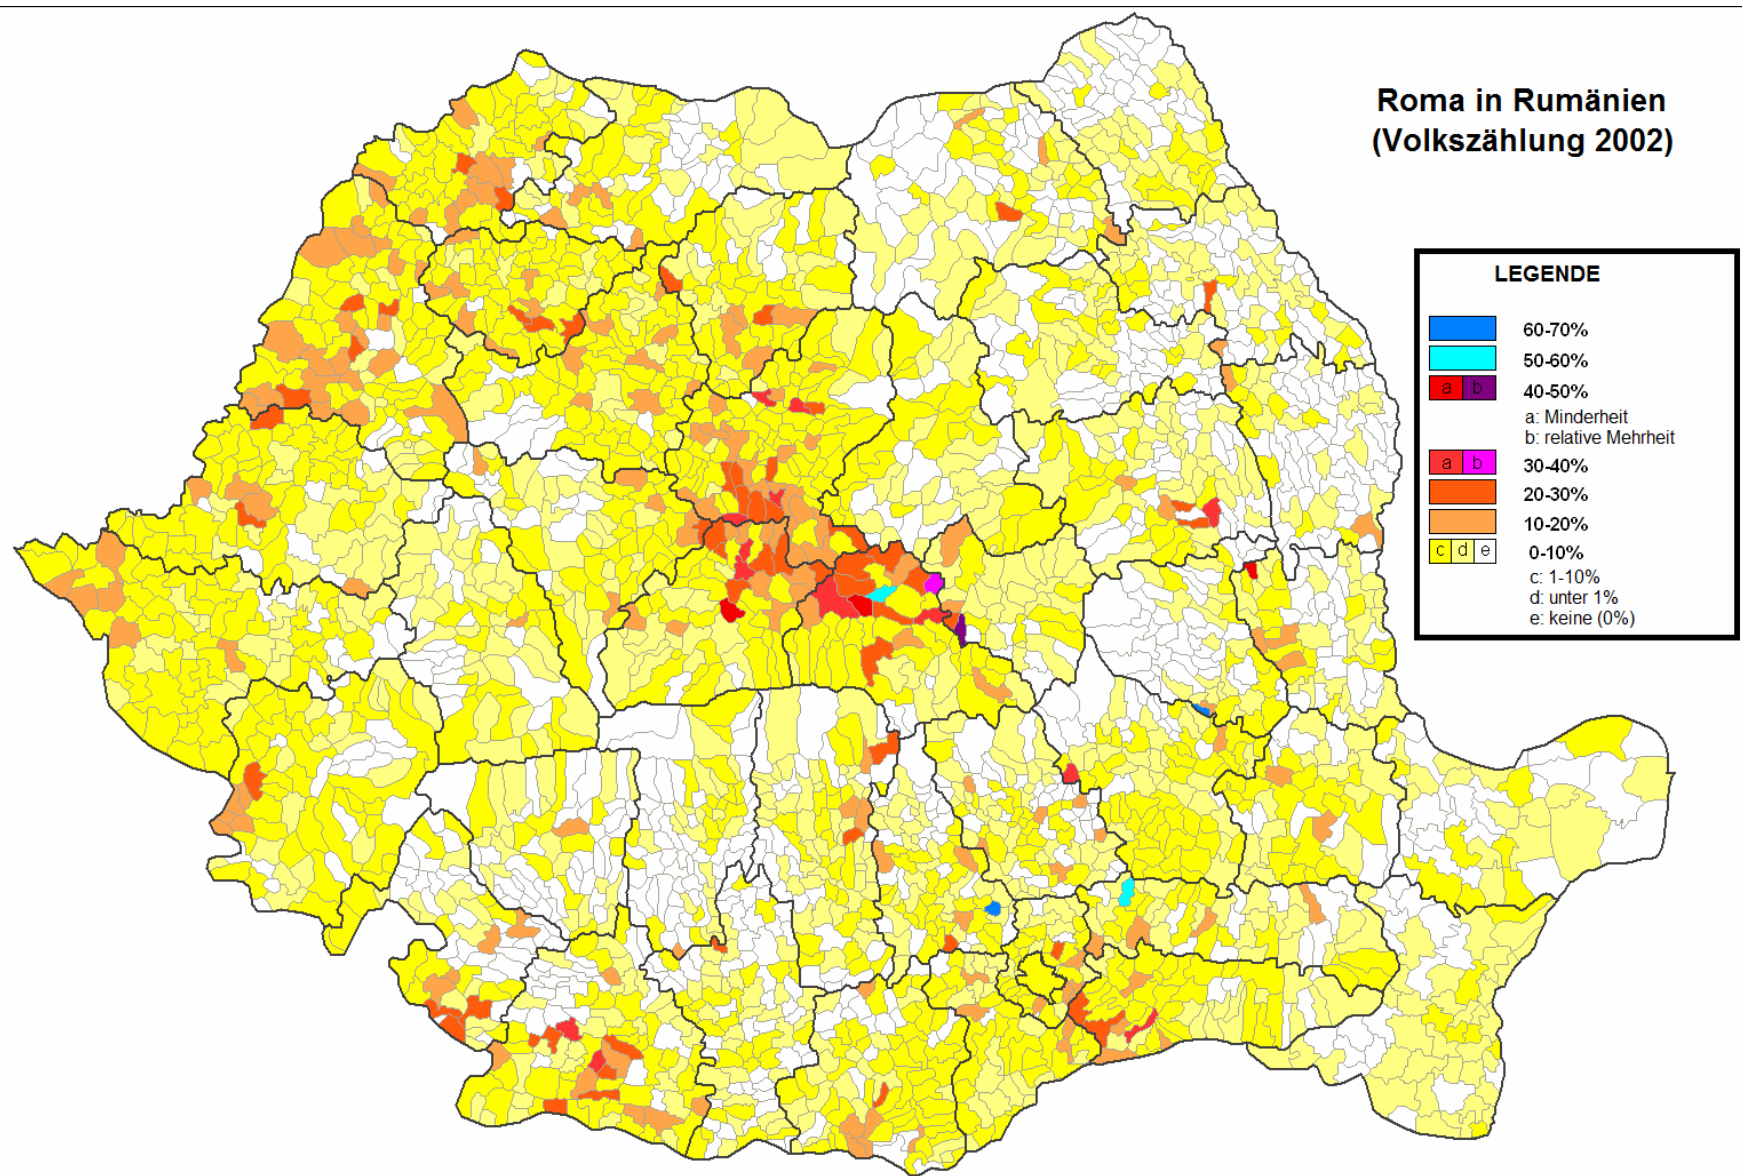 Roma in Rumänien
(Volkszählung 2002)
LEGENDE
60-70%
50-60%
a b 40-50%
a: Minderheit
b: relative Mehrheit
a b 30-40%
20-30%
10-20%
c d e 0-10%
c: 1-10%
d: unter 1%
e: keine (0%)